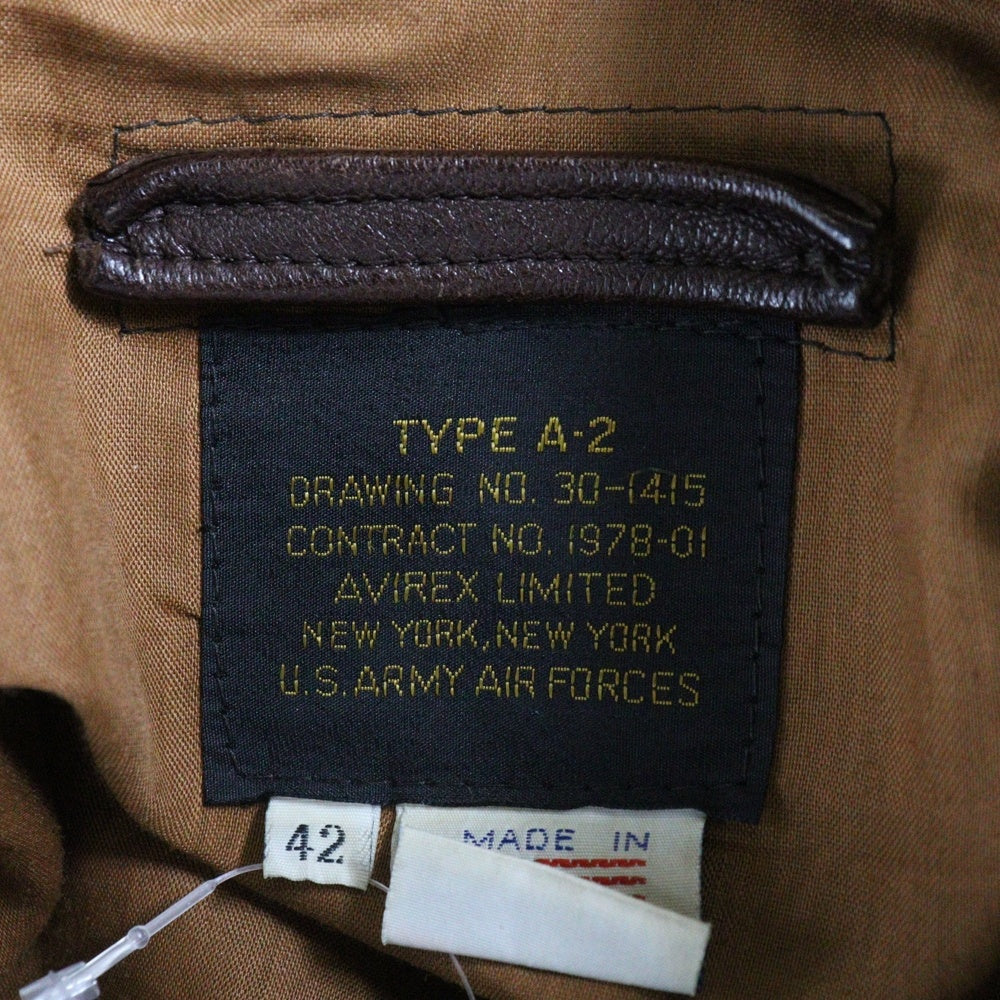 TYPE A-2
DRAWING NO. 30-1415
CONTRACT NO. 1978-01
AVIREX LIMITED
NEW YORK, NEW YORK
U.S. ARMY AIR FORCES
42
MADE IN